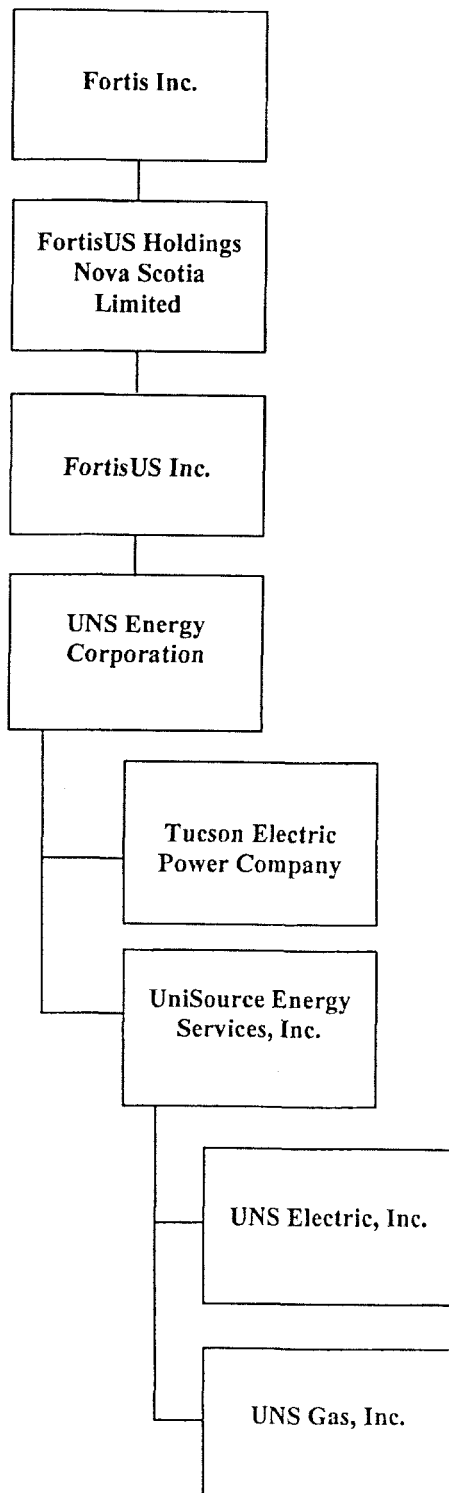 Fortis Inc.
FortisUS Holdings
Nova Scotia
Limited
FortisUS Inc.
UNS Energy
Corporation
Tucson Electric
Power Company
UniSource Energy
Services, Inc.
UNS Electric, Inc.
UNS Gas, Inc.